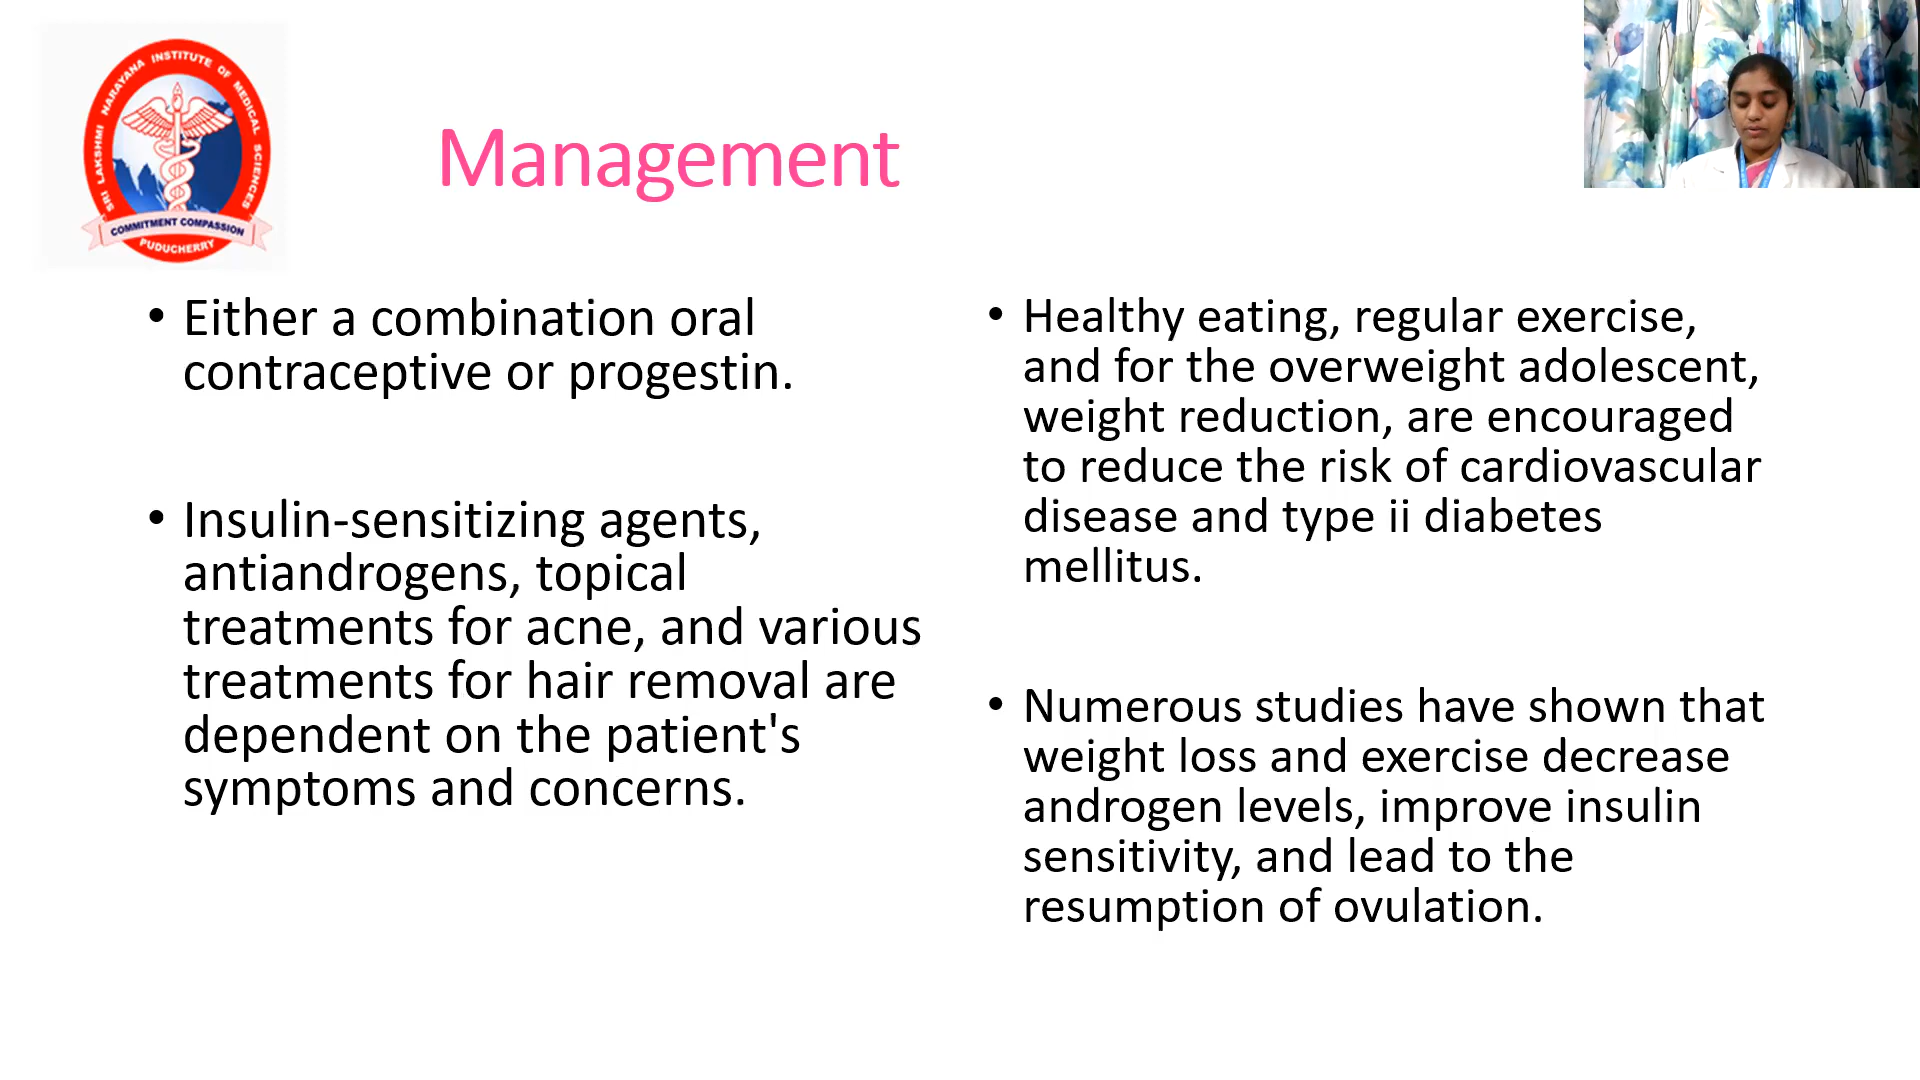 SRI LAKSHMI NARAYANA INSTITUTE OF MEDICAL SCIENCES
COMMITMENT COMPASSION
PUDUCHERRY
Management
• Either a combination oral
contraceptive or progestin.
• Insulin-sensitizing agents,
antiandrogens, topical
treatments for acne, and various
treatments for hair removal are
dependent on the patient's
symptoms and concerns.
• Healthy eating, regular exercise,
and for the overweight adolescent,
weight reduction, are encouraged
to reduce the risk of cardiovascular
disease and type ii diabetes
mellitus.
• Numerous studies have shown that
weight loss and exercise decrease
androgen levels, improve insulin
sensitivity, and lead to the
resumption of ovulation.